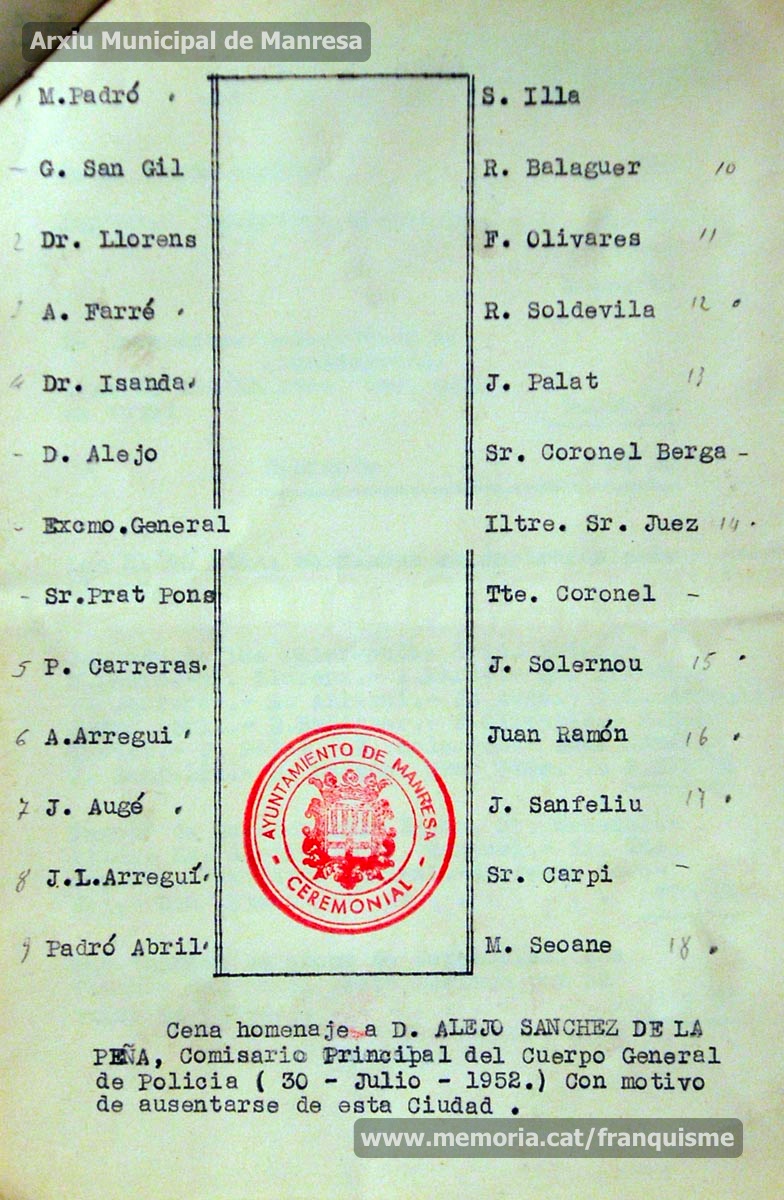 Arxiu Municipal de Manresa
M.Padró S. Illa
- G. San Gil R. Balaguer 10
2 Dr. Llorens F. Olivares 11
3 A. Farré R. Soldevila 12
4 Dr. Isanda J. Palat 13
- D. Alejo Sr. Coronel Berga -
- Excmo.General Iltre. Sr. Juez 14
- Sr.Prat Pons Tte. Coronel -
5 P. Carreras J. Solernou 15
6 A.Arregui Juan Ramón 16
7 J. Augé J. Sanfeliu 17
8 J.L.Arreguí Sr. Carpi -
9 Padró Abril M. Seoane 18
AYUNTAMIENTO DE MANRESA
- CEREMONIAL -
Cena homenaje a D. ALEJO SANCHEZ DE LA
PEÑA, Comisario Principal del Cuerpo General
de Policia ( 30 - Julio - 1952.) Con motivo
de ausentarse de esta Ciudad .
www.memoria.cat/franquisme